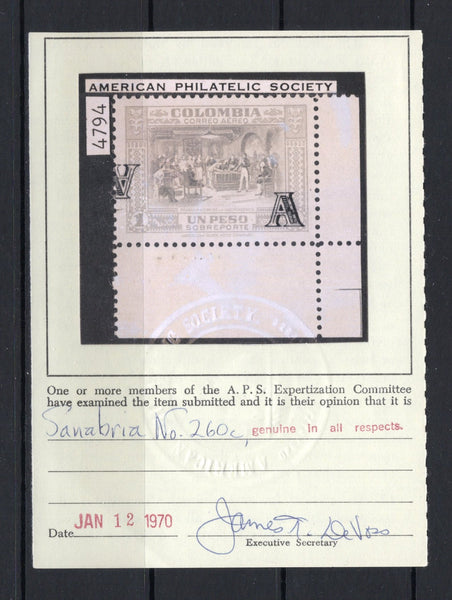 AMERICAN PHILATELIC SOCIETY
4794
COLOMBIA
CORREO AEREO
A A
1 UN PESO
SOBREPORTE
SOCIETY
One or more members of the A. P. S. Expertization Committee
have examined the item submitted and it is their opinion that it is
Sanabria No. 260c, genuine in all respects.
JAN 12 1970
Date
James T. DeVoss
Executive Secretary